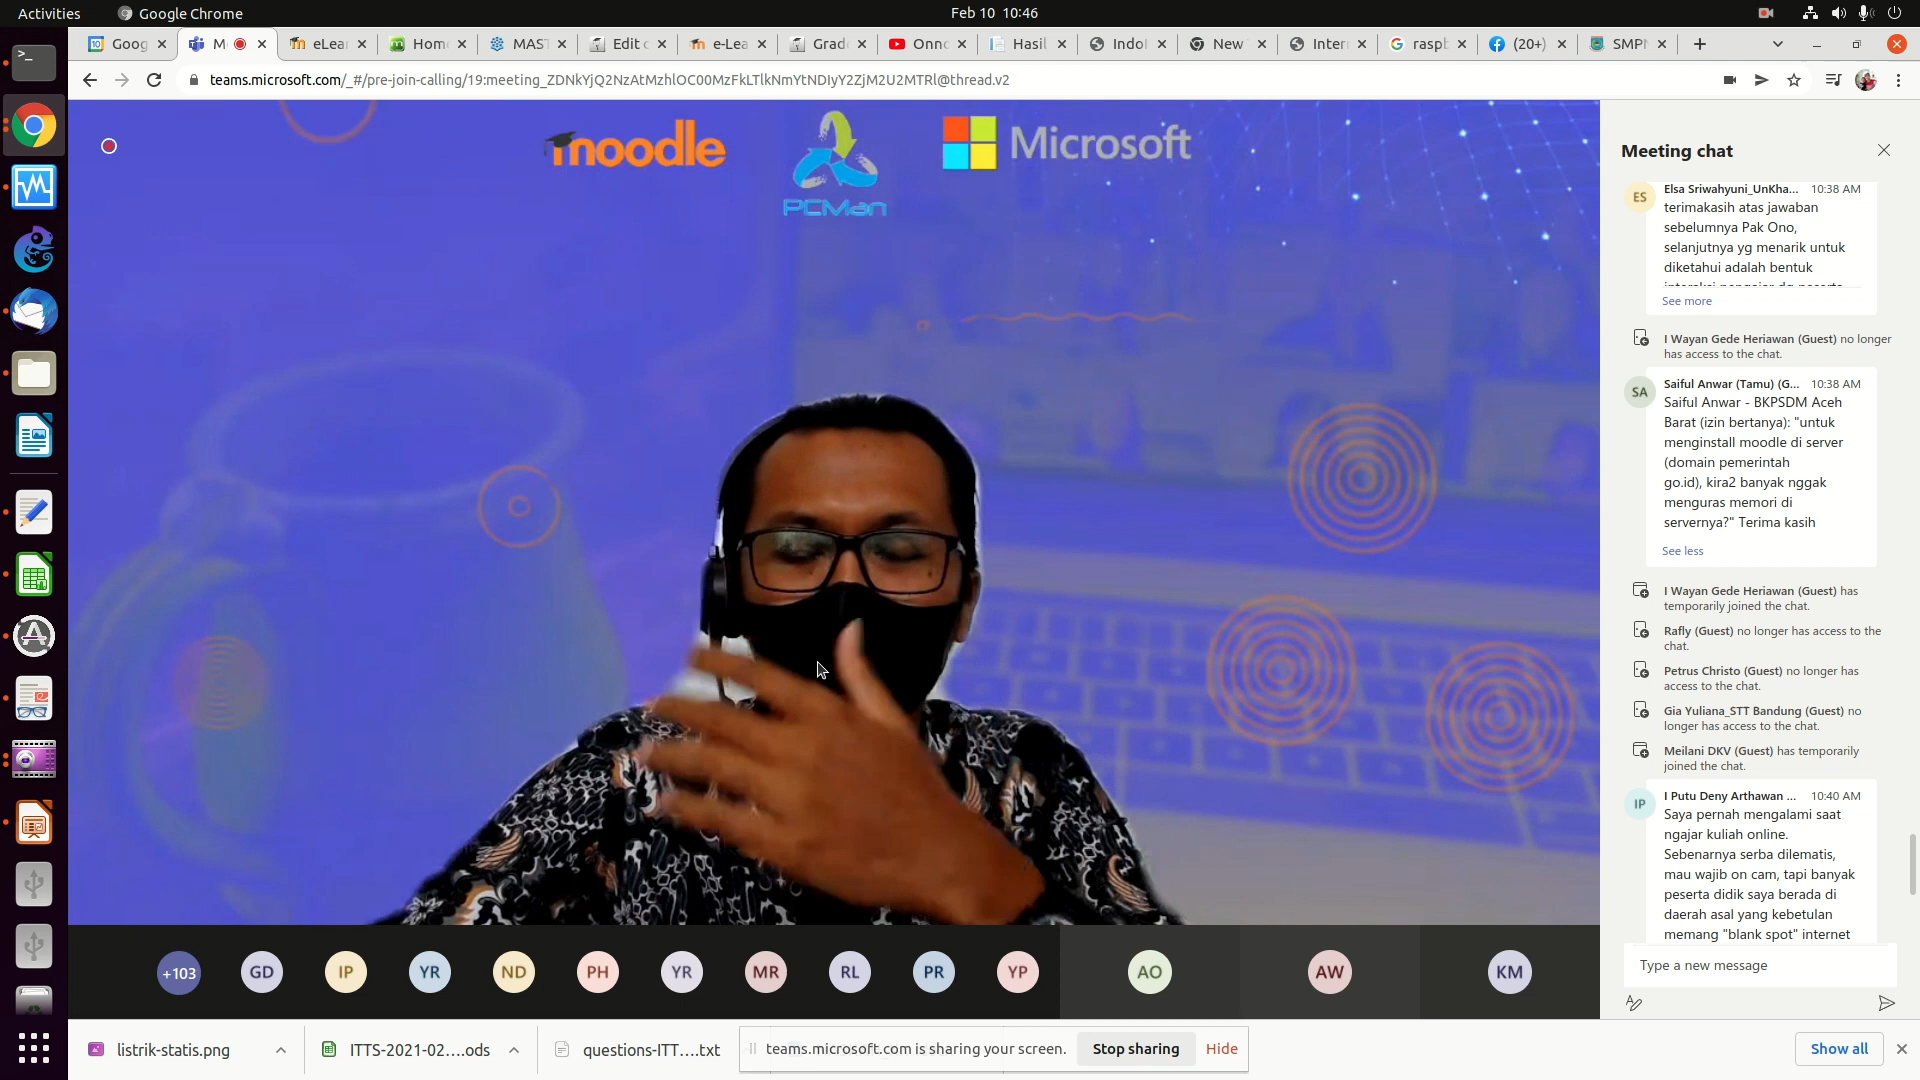 Activities
Google Chrome
Feb 10 10:46
Goog
M
eLear
Hom
MAS
Edit c
e-Lea
Grad
Onno
Hasil
Indo
New
Inter
raspb
(20+)
SMPN
teams.microsoft.com/_#/pre-join-calling/19:meeting_ZDNkYjQ2NzAtMzhlOC00MzFkLTlkNmYtNDIyY2ZjM2U2MTRl@thread.v2
moodle
PCMan
Microsoft
Meeting chat
ES
Elsa Sriwahyuni_UnKha... 10:38 AM
terimakasih atas jawaban
sebelumnya Pak Ono,
selanjutnya yg menarik untuk
diketahui adalah bentuk
See more
I Wayan Gede Heriawan (Guest) no longer
has access to the chat.
SA
Saiful Anwar (Tamu) (G... 10:38 AM
Saiful Anwar - BKPSDM Aceh
Barat (izin bertanya): "untuk
menginstall moodle di server
(domain pemerintah
go.id), kira2 banyak nggak
menguras memori di
servernya?" Terima kasih
See less
I Wayan Gede Heriawan (Guest) has
temporarily joined the chat.
Rafly (Guest) no longer has access to the
chat.
Petrus Christo (Guest) no longer has
access to the chat.
Gia Yuliana_STT Bandung (Guest) no
longer has access to the chat.
Meilani DKV (Guest) has temporarily
joined the chat.
IP
I Putu Deny Arthawan ... 10:40 AM
Saya pernah mengalami saat
ngajar kuliah online.
Sebenarnya serba dilematis,
mau wajib on cam, tapi banyak
peserta didik saya berada di
daerah asal yang kebetulan
memang "blank spot" internet
Type a new message
+103
GD
IP
YR
ND
PH
YR
MR
RL
PR
YP
AO
AW
KM
listrik-statis.png
ITTS-2021-02....ods
questions-ITT....txt
teams.microsoft.com is sharing your screen.
Stop sharing
Hide
Show all